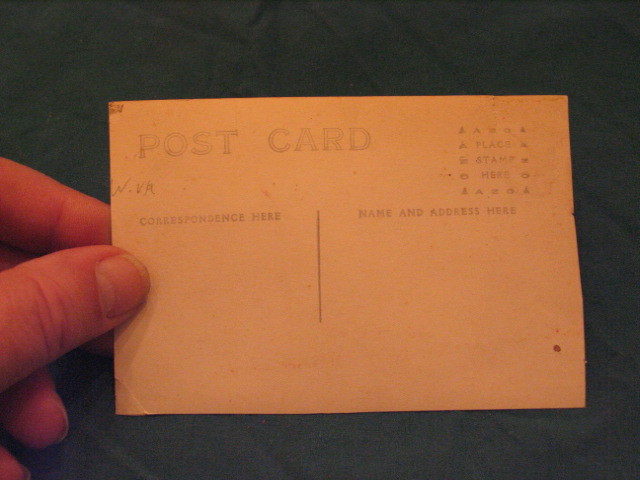 POST CARD
PLACE
STAMP
HERE
W.VA
CORRESPONDENCE HERE
NAME AND ADDRESS HERE